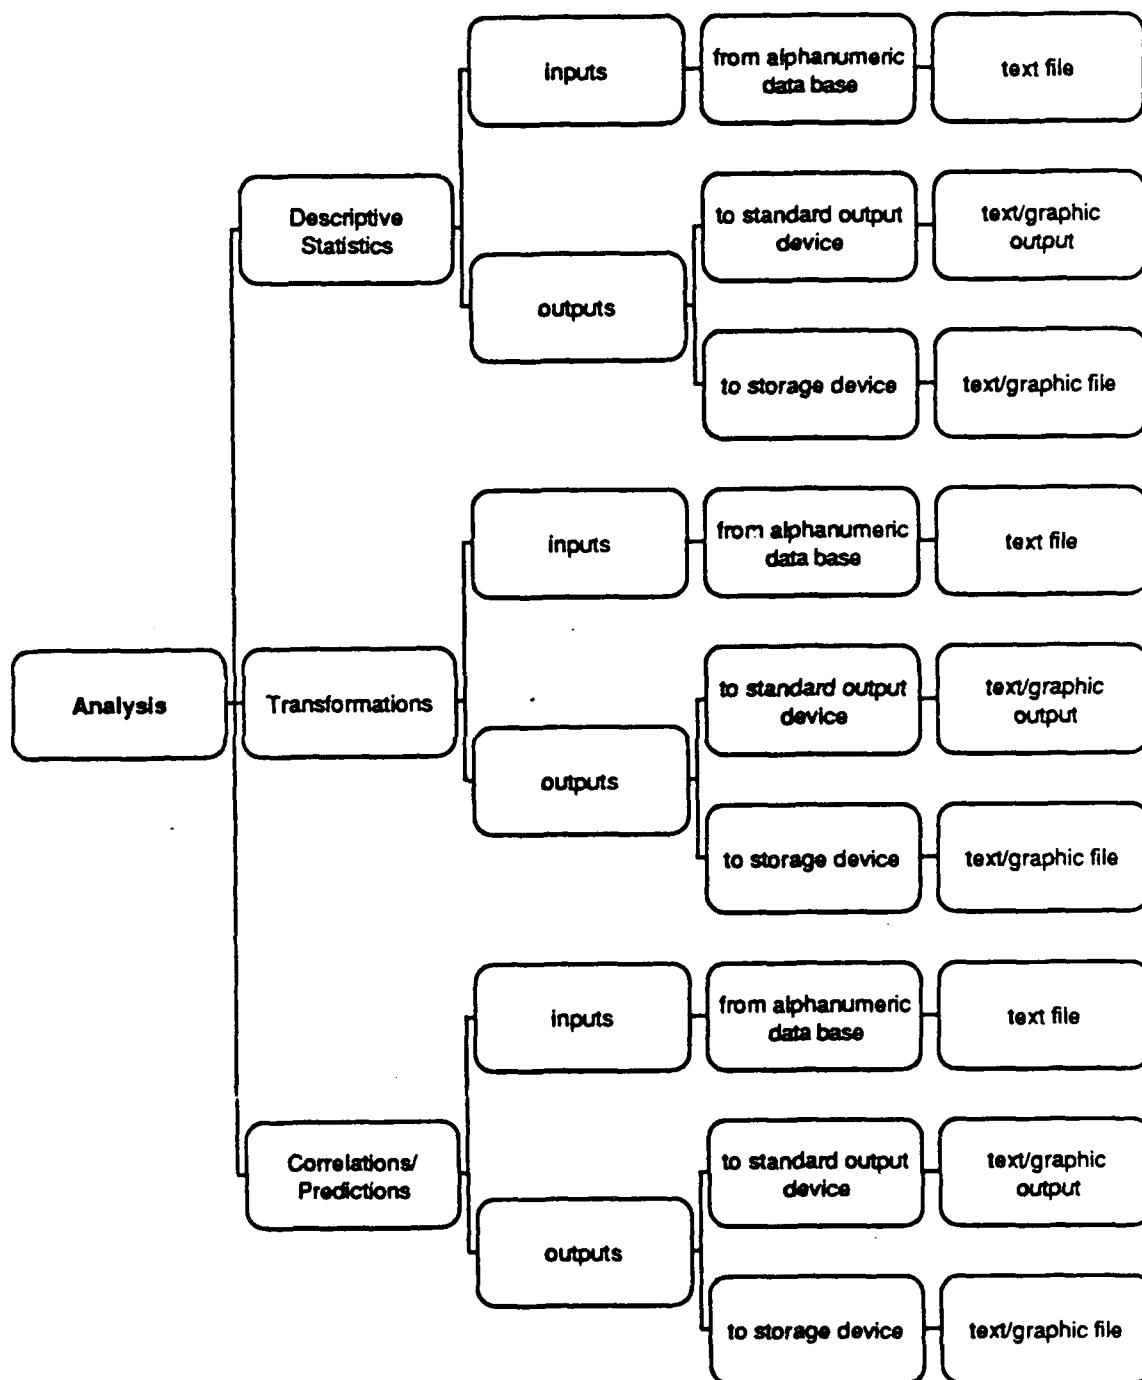 inputs
from alphanumeric
data base
text file
Descriptive
Statistics
to standard output
device
text/graphic
output
outputs
to storage device
text/graphic file
inputs
from alphanumeric
data base
text file
Analysis
Transformations
to standard output
device
text/graphic
output
outputs
to storage device
text/graphic file
inputs
from alphanumeric
data base
text file
Correlations/
Predictions
to standard output
device
text/graphic
output
outputs
to storage device
text/graphic file